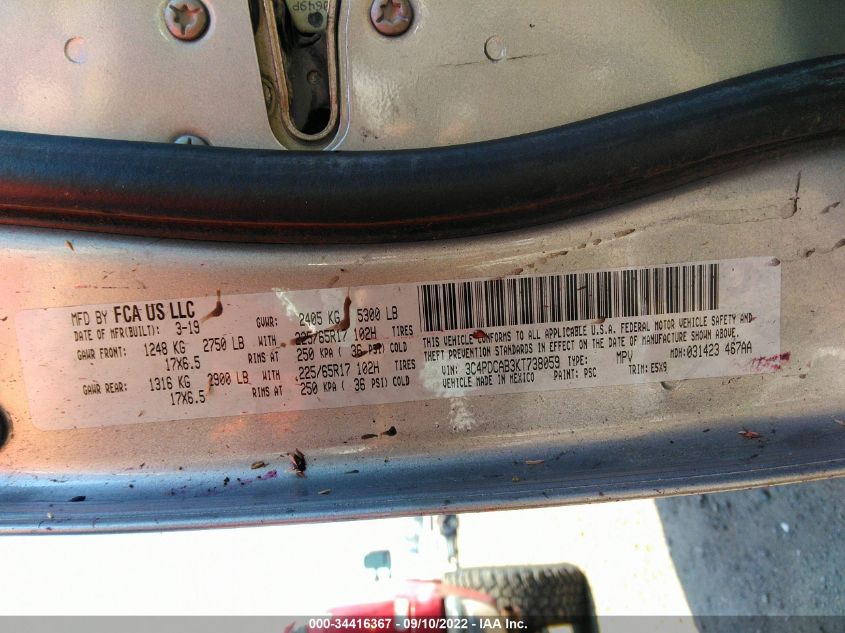 0649P
MFD BY FCA US LLC
DATE OF MFR(BUILT): 3-19 GVWR: 2405 KG 5300 LB
GAWR FRONT: 1248 KG 2750 LB WITH 225/65R17 102H TIRES
17X6.5 RIMS AT 250 KPA ( 36 PSI) COLD
GAWR REAR: 1316 KG 2900 LB WITH 225/65R17 102H TIRES
17X6.5 RIMS AT 250 KPA ( 36 PSI) COLD
THIS VEHICLE CONFORMS TO ALL APPLICABLE U.S.A. FEDERAL MOTOR VEHICLE SAFETY AND
THEFT PREVENTION STANDARDS IN EFFECT ON THE DATE OF MANUFACTURE SHOWN ABOVE.
VIN: 3C4PDCAB3KT738059 TYPE: MPV MDH: 031423 467AA
VEHICLE MADE IN MEXICO PAINT: PSC TRIM: E5X9
000-34416367 - 09/10/2022 - IAA Inc.